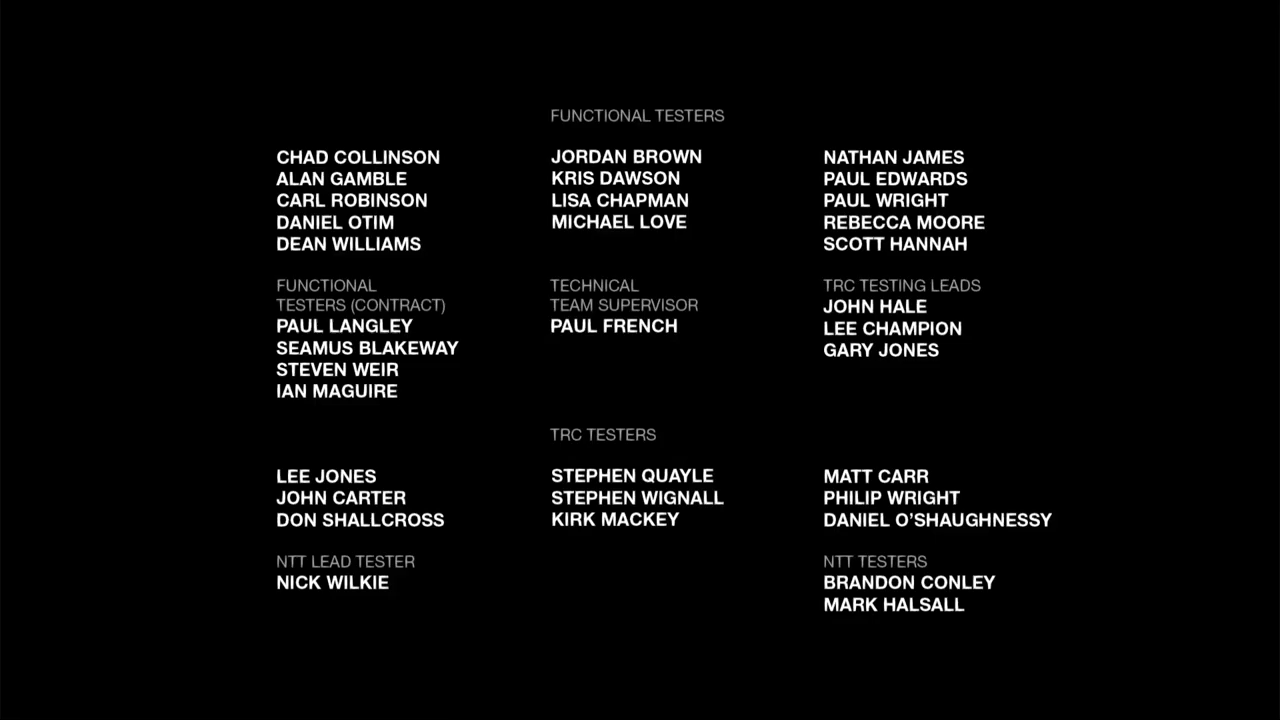 FUNCTIONAL TESTERS
CHAD COLLINSON
ALAN GAMBLE
CARL ROBINSON
DANIEL OTIM
DEAN WILLIAMS
JORDAN BROWN
KRIS DAWSON
LISA CHAPMAN
MICHAEL LOVE
NATHAN JAMES
PAUL EDWARDS
PAUL WRIGHT
REBECCA MOORE
SCOTT HANNAH
FUNCTIONAL
TESTERS (CONTRACT)
PAUL LANGLEY
SEAMUS BLAKEWAY
STEVEN WEIR
IAN MAGUIRE
TECHNICAL
TEAM SUPERVISOR
PAUL FRENCH
TRC TESTING LEADS
JOHN HALE
LEE CHAMPION
GARY JONES
TRC TESTERS
LEE JONES
JOHN CARTER
DON SHALLCROSS
STEPHEN QUAYLE
STEPHEN WIGNALL
KIRK MACKEY
MATT CARR
PHILIP WRIGHT
DANIEL O'SHAUGHNESSY
NTT LEAD TESTER
NICK WILKIE
NTT TESTERS
BRANDON CONLEY
MARK HALSALL